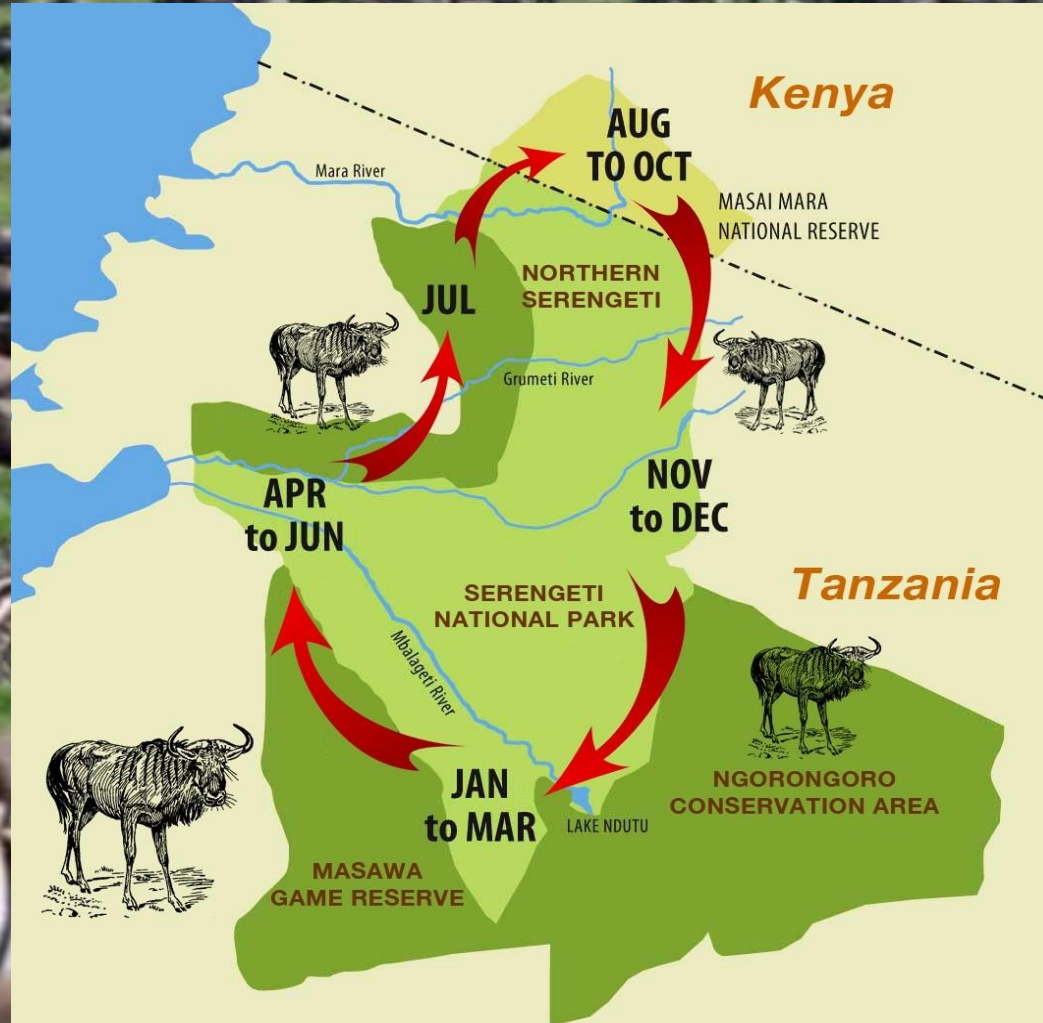 Kenya
AUG
TO OCT
Mara River
MASAI MARA
NATIONAL RESERVE
NORTHERN
SERENGETI
JUL
Grumeti River
APR
to JUN
NOV
to DEC
Tanzania
SERENGETI
NATIONAL PARK
Mbalageti River
JAN
to MAR
LAKE NDUTU
NGORONGORO
CONSERVATION AREA
MASAWA
GAME RESERVE